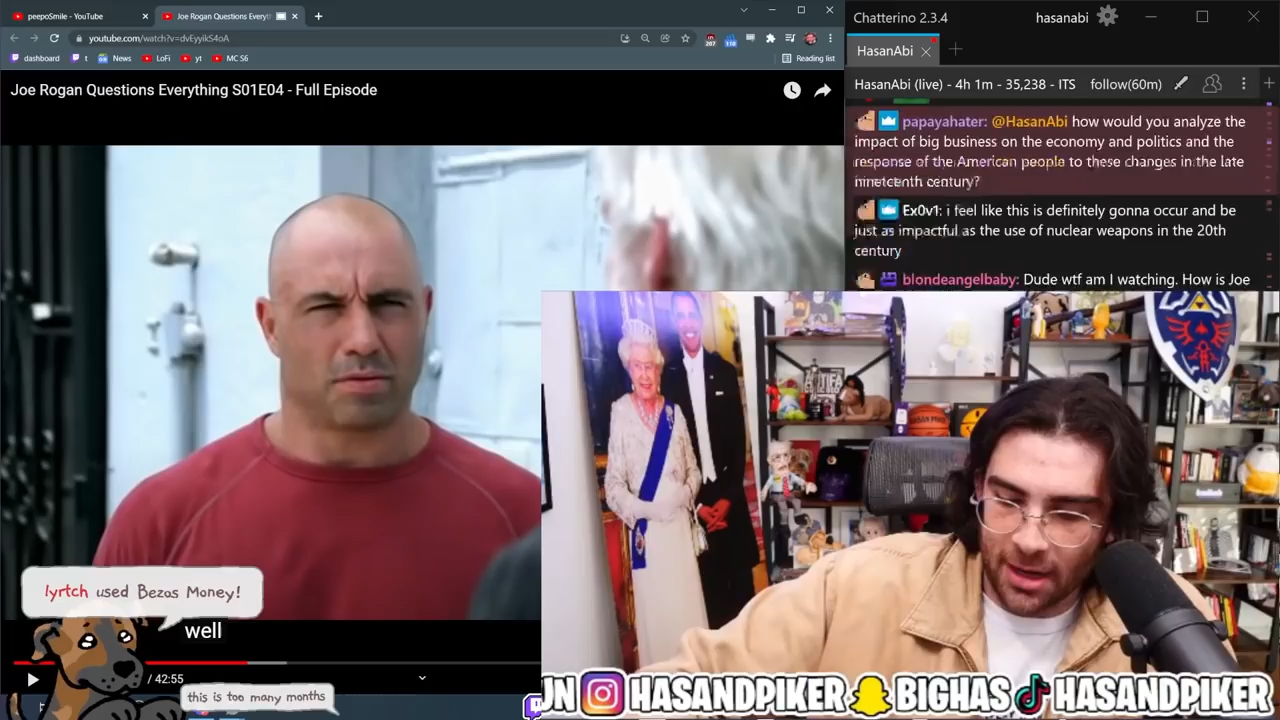 peepoSmile - YouTube
Joe Rogan Questions Everyt
youtube.com/watch?v=dvEyyikS4oA
207
118
dashboard
t
News
LoFi
yt
MC S6
Reading list
Joe Rogan Questions Everything S01E04 - Full Episode
well
/ 42:55
lyrtch used Bezos Money!
this is too many months
Chatterino 2.3.4
hasanabi
HasanAbi
HasanAbi (live) - 4h 1m - 35,238 - ITS
follow(60m)
papayahater: @HasanAbi how would you analyze the
impact of big business on the economy and politics and the
response of the American people to these changes in the late
nineteenth century?
Ex0v1: i feel like this is definitely gonna occur and be
just as impactful as the use of nuclear weapons in the 20th
century
blondeangelbaby: Dude wtf am I watching. How is Joe
ANTIFA
HASANDPIKER
BIGHAS
HASANDPIKER